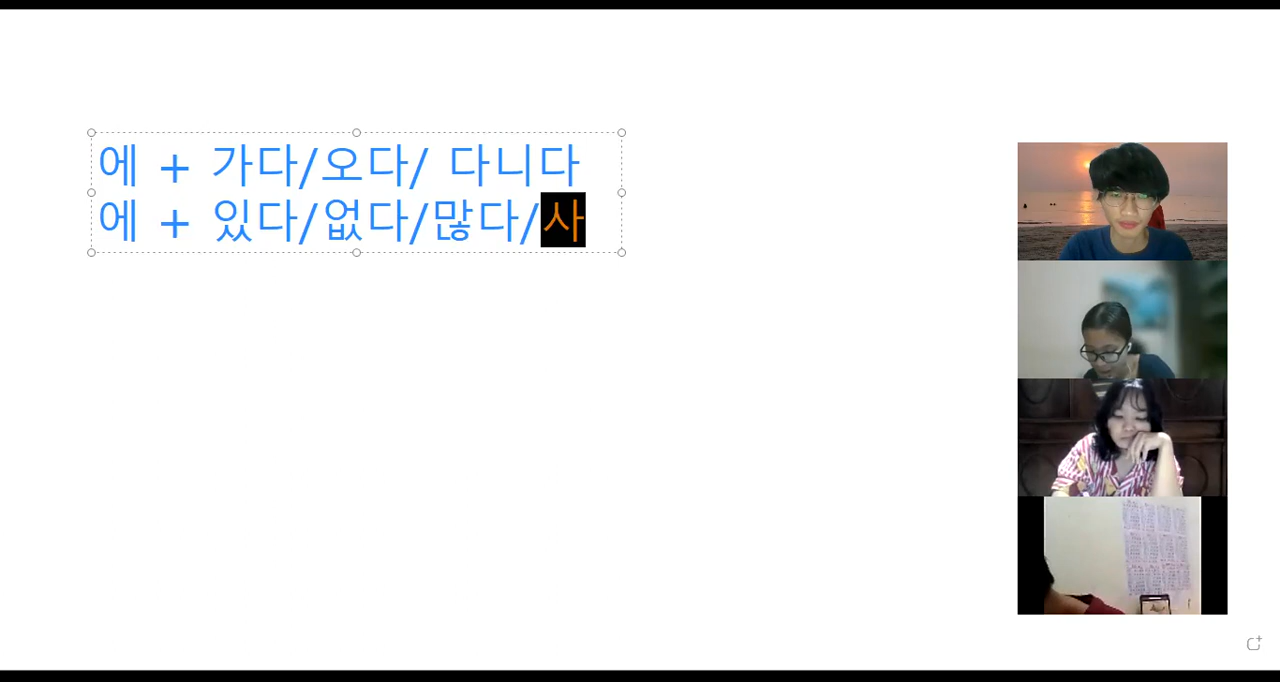 에 + 가다/오다/ 다니다
에 + 있다/없다/많다/사